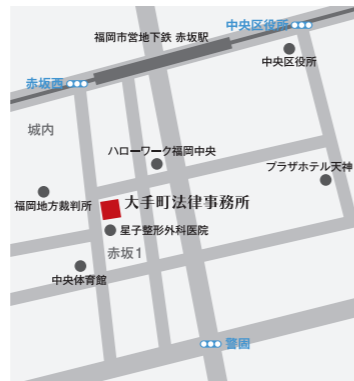 中央区役所
福岡市営地下鉄 赤坂駅
中央区役所
赤坂西
城内
ハローワーク福岡中央
プラザホテル天神
福岡地方裁判所
大手町法律事務所
星子整形外科医院
赤坂1
中央体育館
警固